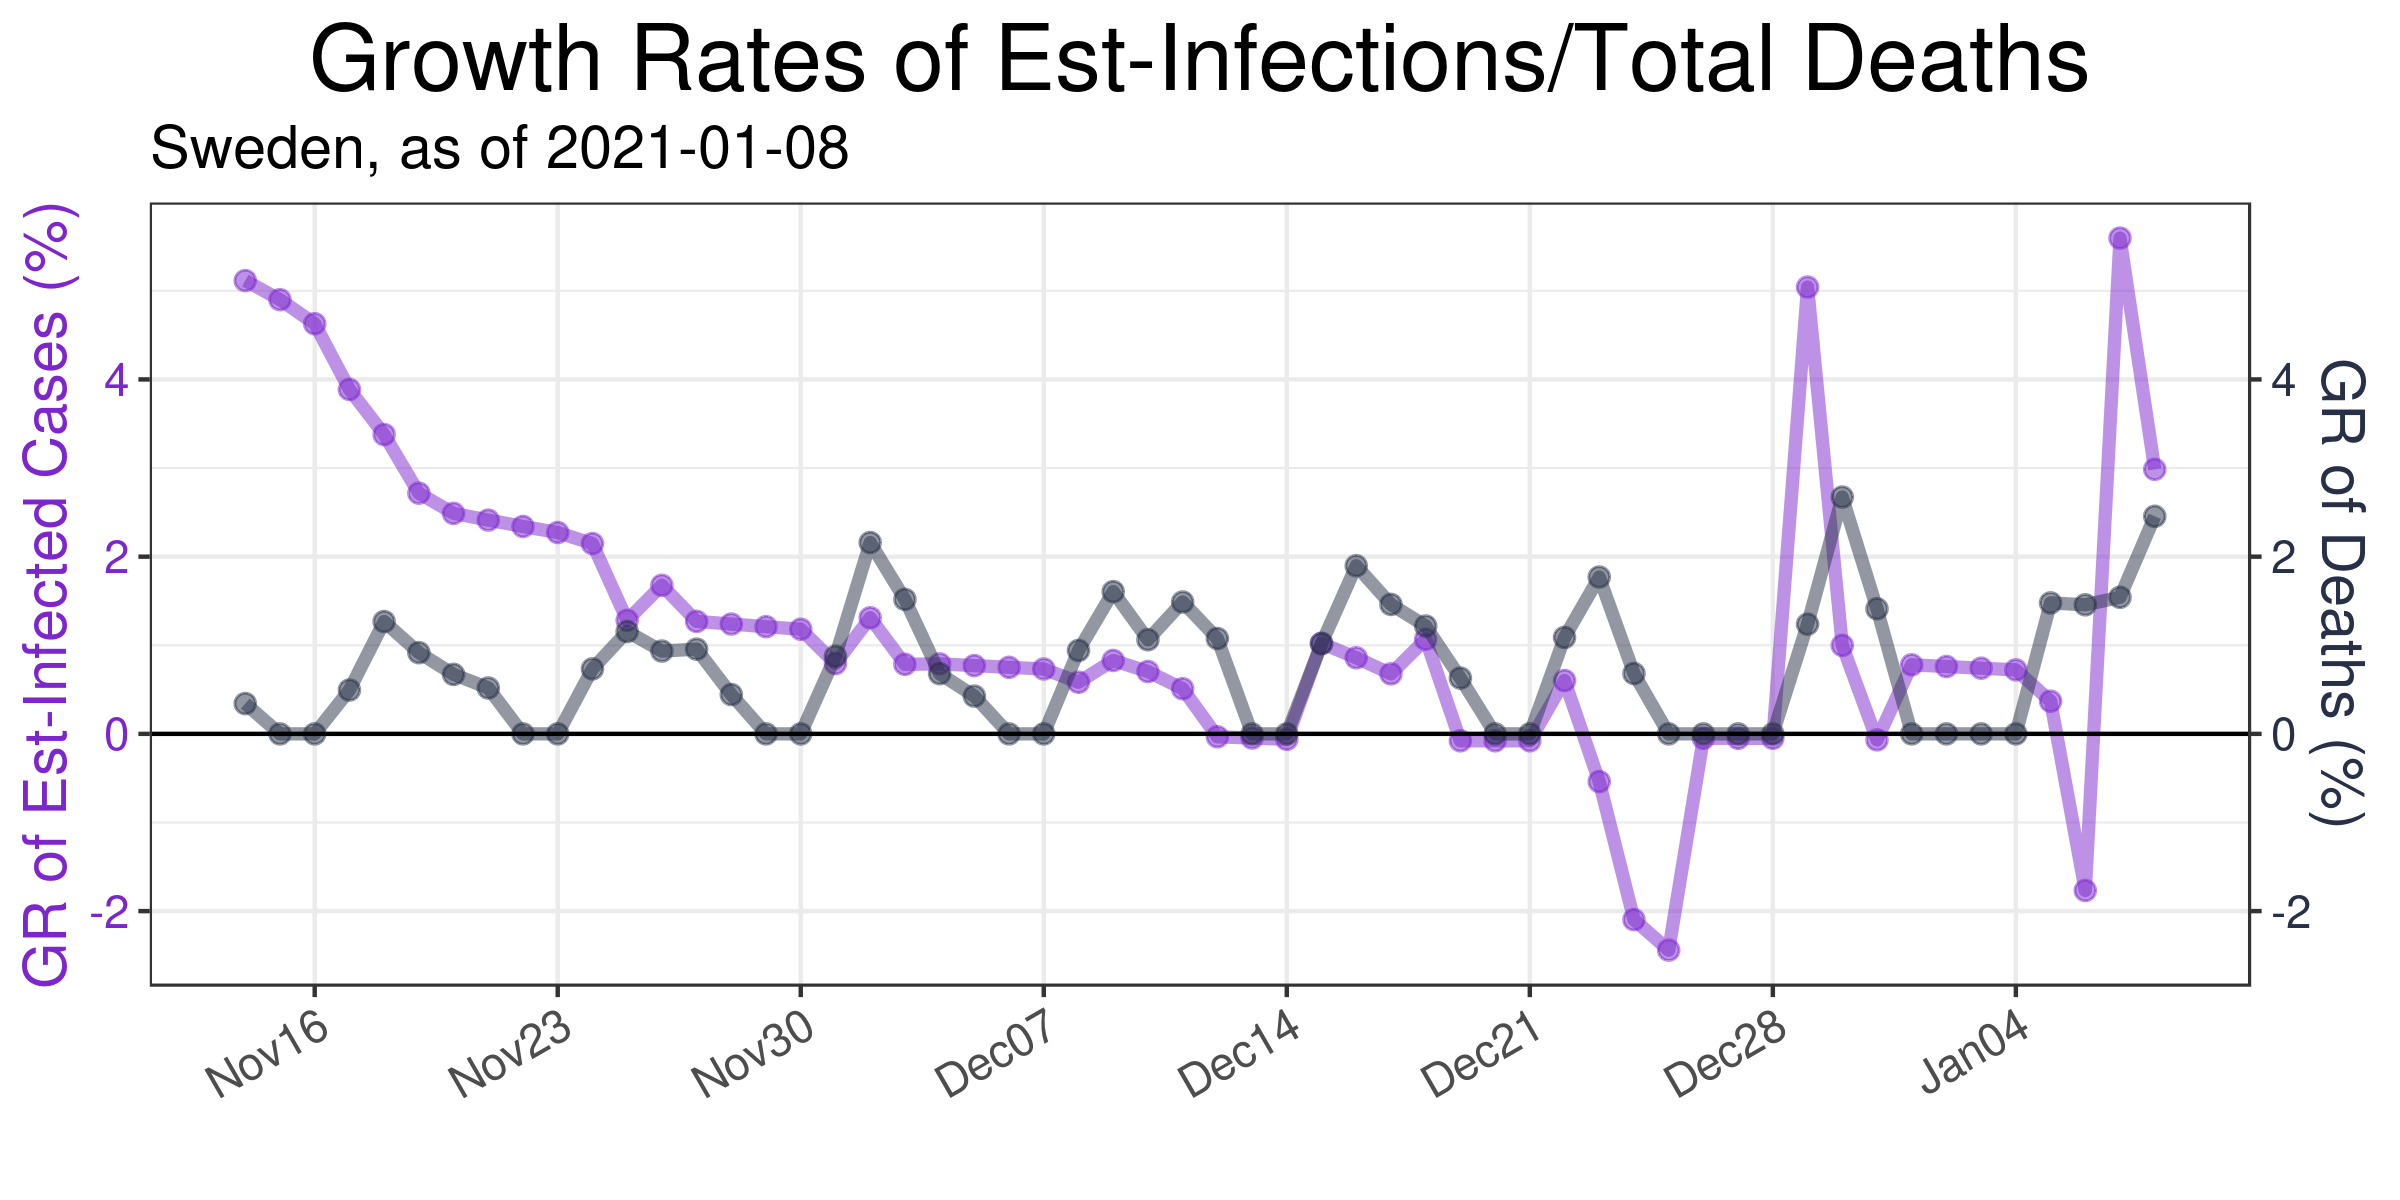 Growth Rates of Est-Infections/Total Deaths
Sweden, as of 2021-01-08
GR of Est-Infected Cases (%)
4
2
0
-2
4
2
0
-2
GR of Deaths (%)
Nov16
Nov23
Nov30
Dec07
Dec14
Dec21
Dec28
Jan04